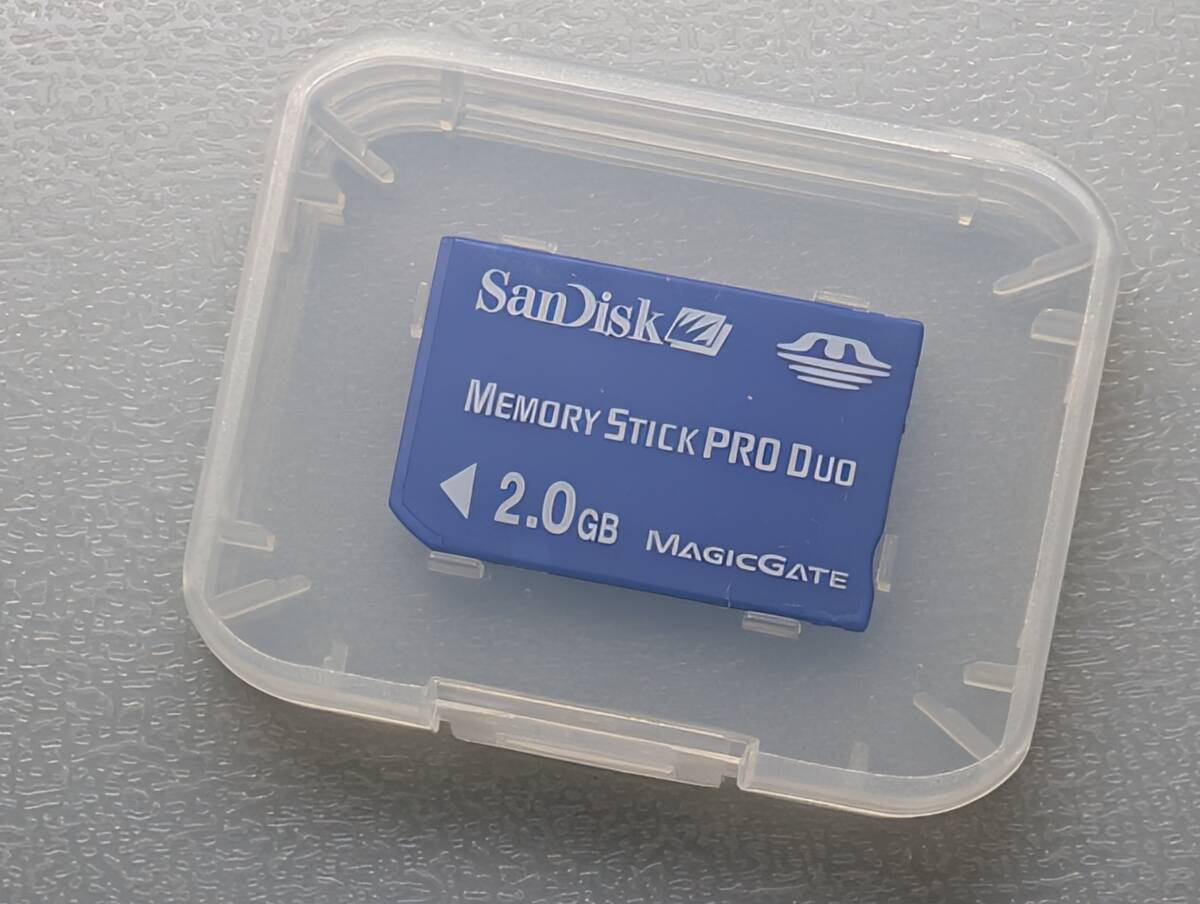 SanDisk
MEMORY STICK PRO DUO
2.0GB MAGICGATE